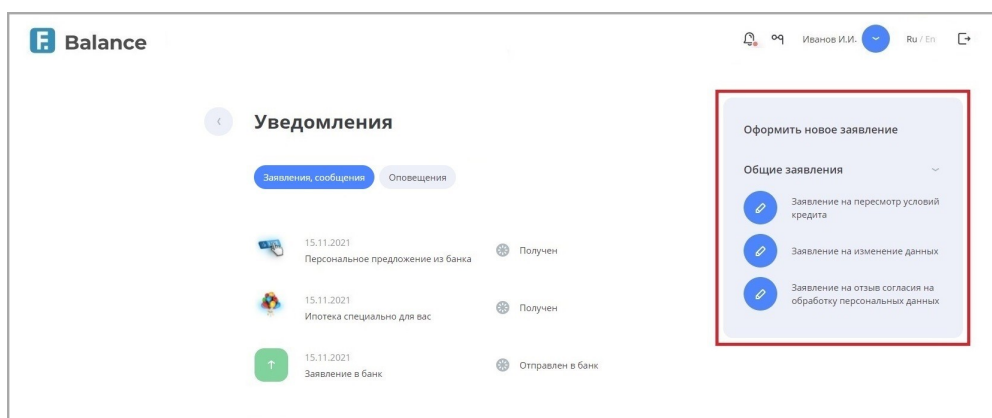 F. Balance
Иванов И.И.
Ru / En
Уведомления
Заявления, сообщения
Оповещения
15.11.2021
Персональное предложение из банка
Получен
15.11.2021
Ипотека специально для вас
Получен
15.11.2021
Заявление в банк
Отправлен в банк
Оформить новое заявление
Общие заявления
Заявление на пересмотр условий
кредита
Заявление на изменение данных
Заявление на отзыв согласия на
обработку персональных данных